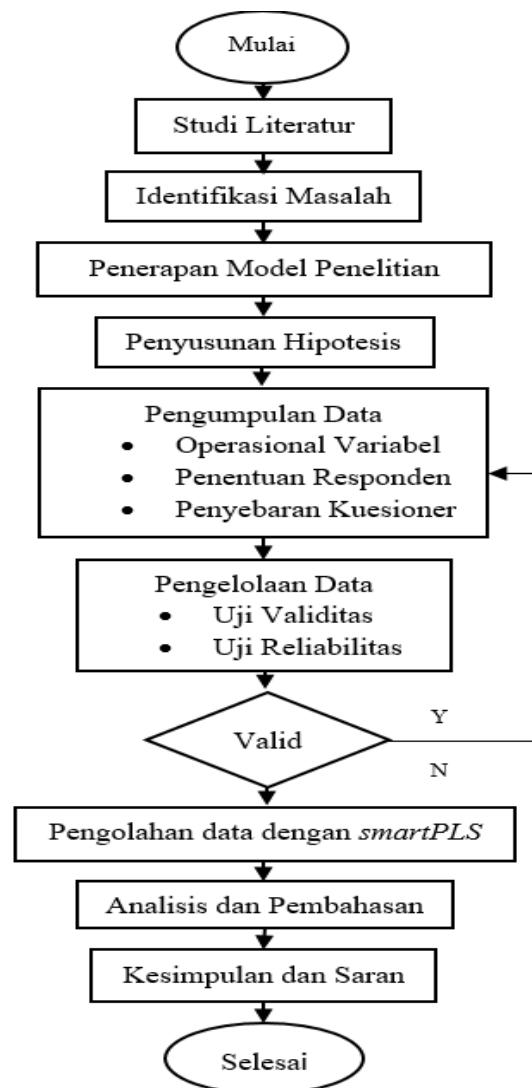 Mulai
Studi Literatur
Identifikasi Masalah
Penerapan Model Penelitian
Penyusunan Hipotesis
Pengumpulan Data
• Operasional Variabel
• Penentuan Responden
• Penyebaran Kuesioner
Pengelolaan Data
• Uji Validitas
• Uji Reliabilitas
Valid
Y
N
Pengolahan data dengan smartPLS
Analisis dan Pembahasan
Kesimpulan dan Saran
Selesai